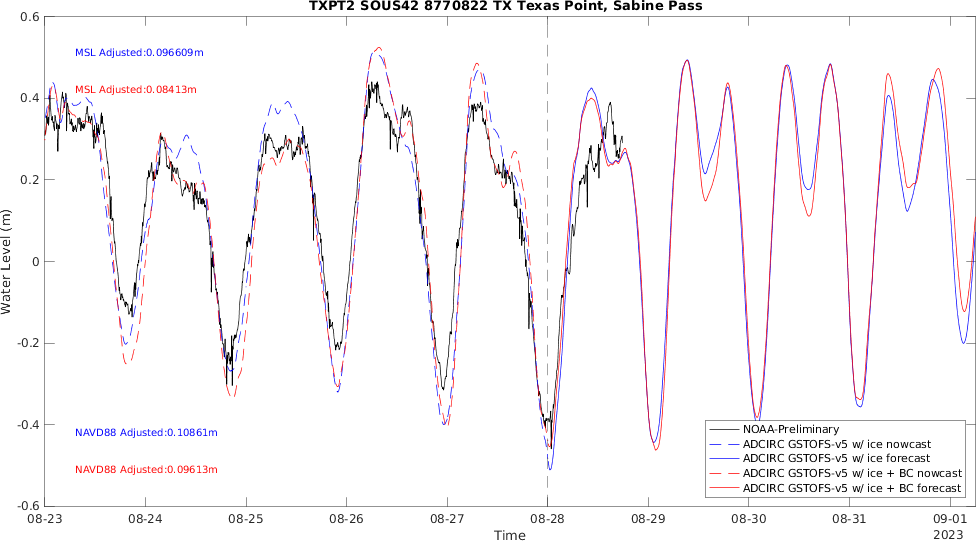 TXPT2 SOUS42 8770822 TX Texas Point, Sabine Pass
0.6
0.4
0.2
0
-0.2
-0.4
-0.6
Water Level (m)
MSL Adjusted:0.096609m
MSL Adjusted:0.08413m
NAVD88 Adjusted:0.10861m
NAVD88 Adjusted:0.09613m
NOAA-Preliminary
ADCIRC GSTOFS-v5 w/ ice nowcast
ADCIRC GSTOFS-v5 w/ ice forecast
ADCIRC GSTOFS-v5 w/ ice + BC nowcast
ADCIRC GSTOFS-v5 w/ ice + BC forecast
08-23 08-24 08-25 08-26 08-27 08-28 08-29 08-30 08-31 09-01
Time
2023